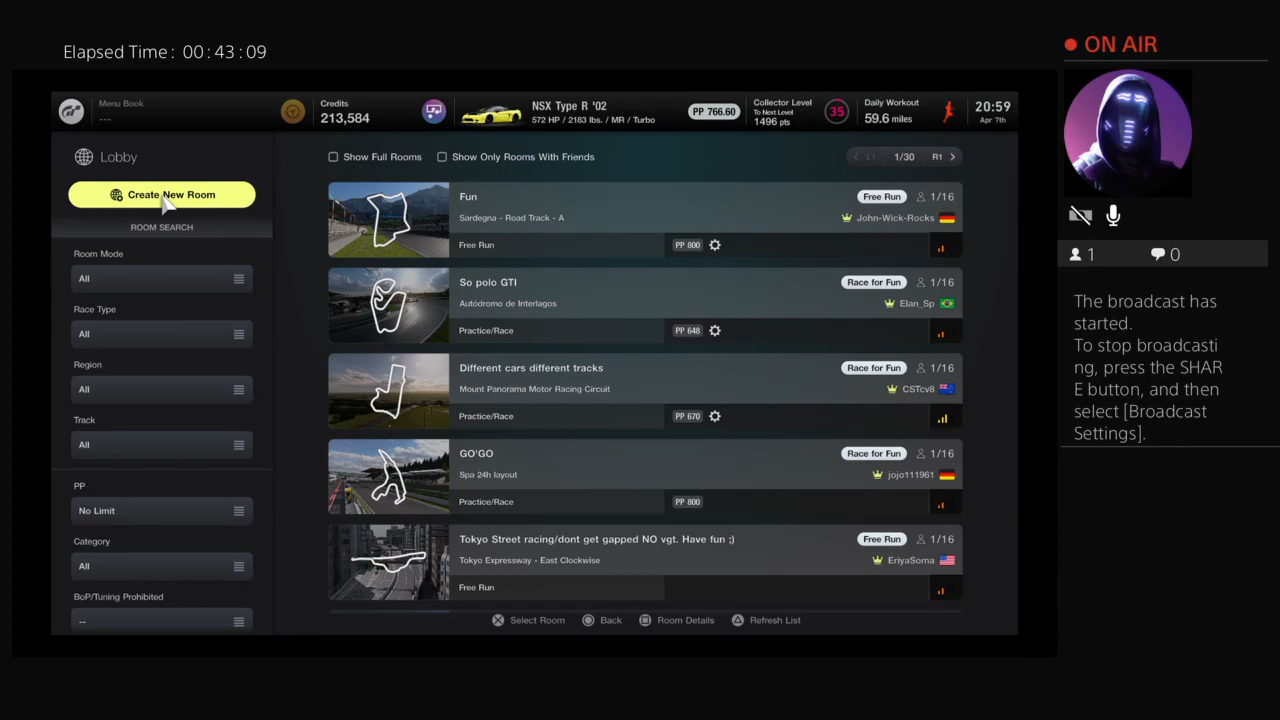 Elapsed Time: 00:43:09
ON AIR
Menu Book
---
Credits
213,584
NSX Type R '02
572 HP / 2183 lbs. / MR / Turbo
PP 766.60
Collector Level
To Next Level
1496 pts
35
Daily Workout
59.6 miles
20:59
Apr 7th
Lobby
Create New Room
ROOM SEARCH
Room Mode
All
Race Type
All
Region
All
Track
All
PP
No Limit
Category
All
BoP/Tuning Prohibited
--
Show Full Rooms
Show Only Rooms With Friends
L1 1/30 R1
Fun
Free Run 1/16
Sardegna - Road Track - A
John-Wick-Rocks
Free Run
PP 800
So polo GTI
Race for Fun 1/16
Autódromo de Interlagos
Elan_Sp
Practice/Race
PP 648
Different cars different tracks
Race for Fun 1/16
Mount Panorama Motor Racing Circuit
CSTcv8
Practice/Race
PP 670
GO'GO
Race for Fun 1/16
Spa 24h layout
jojo111961
Practice/Race
PP 800
Tokyo Street racing/dont get gapped NO vgt. Have fun ;)
Free Run 1/16
Tokyo Expressway - East Clockwise
EriyaSoma
Free Run
Select Room Back Room Details Refresh List
1 0
The broadcast has
started.
To stop broadcasti
ng, press the SHAR
E button, and then
select [Broadcast
Settings].